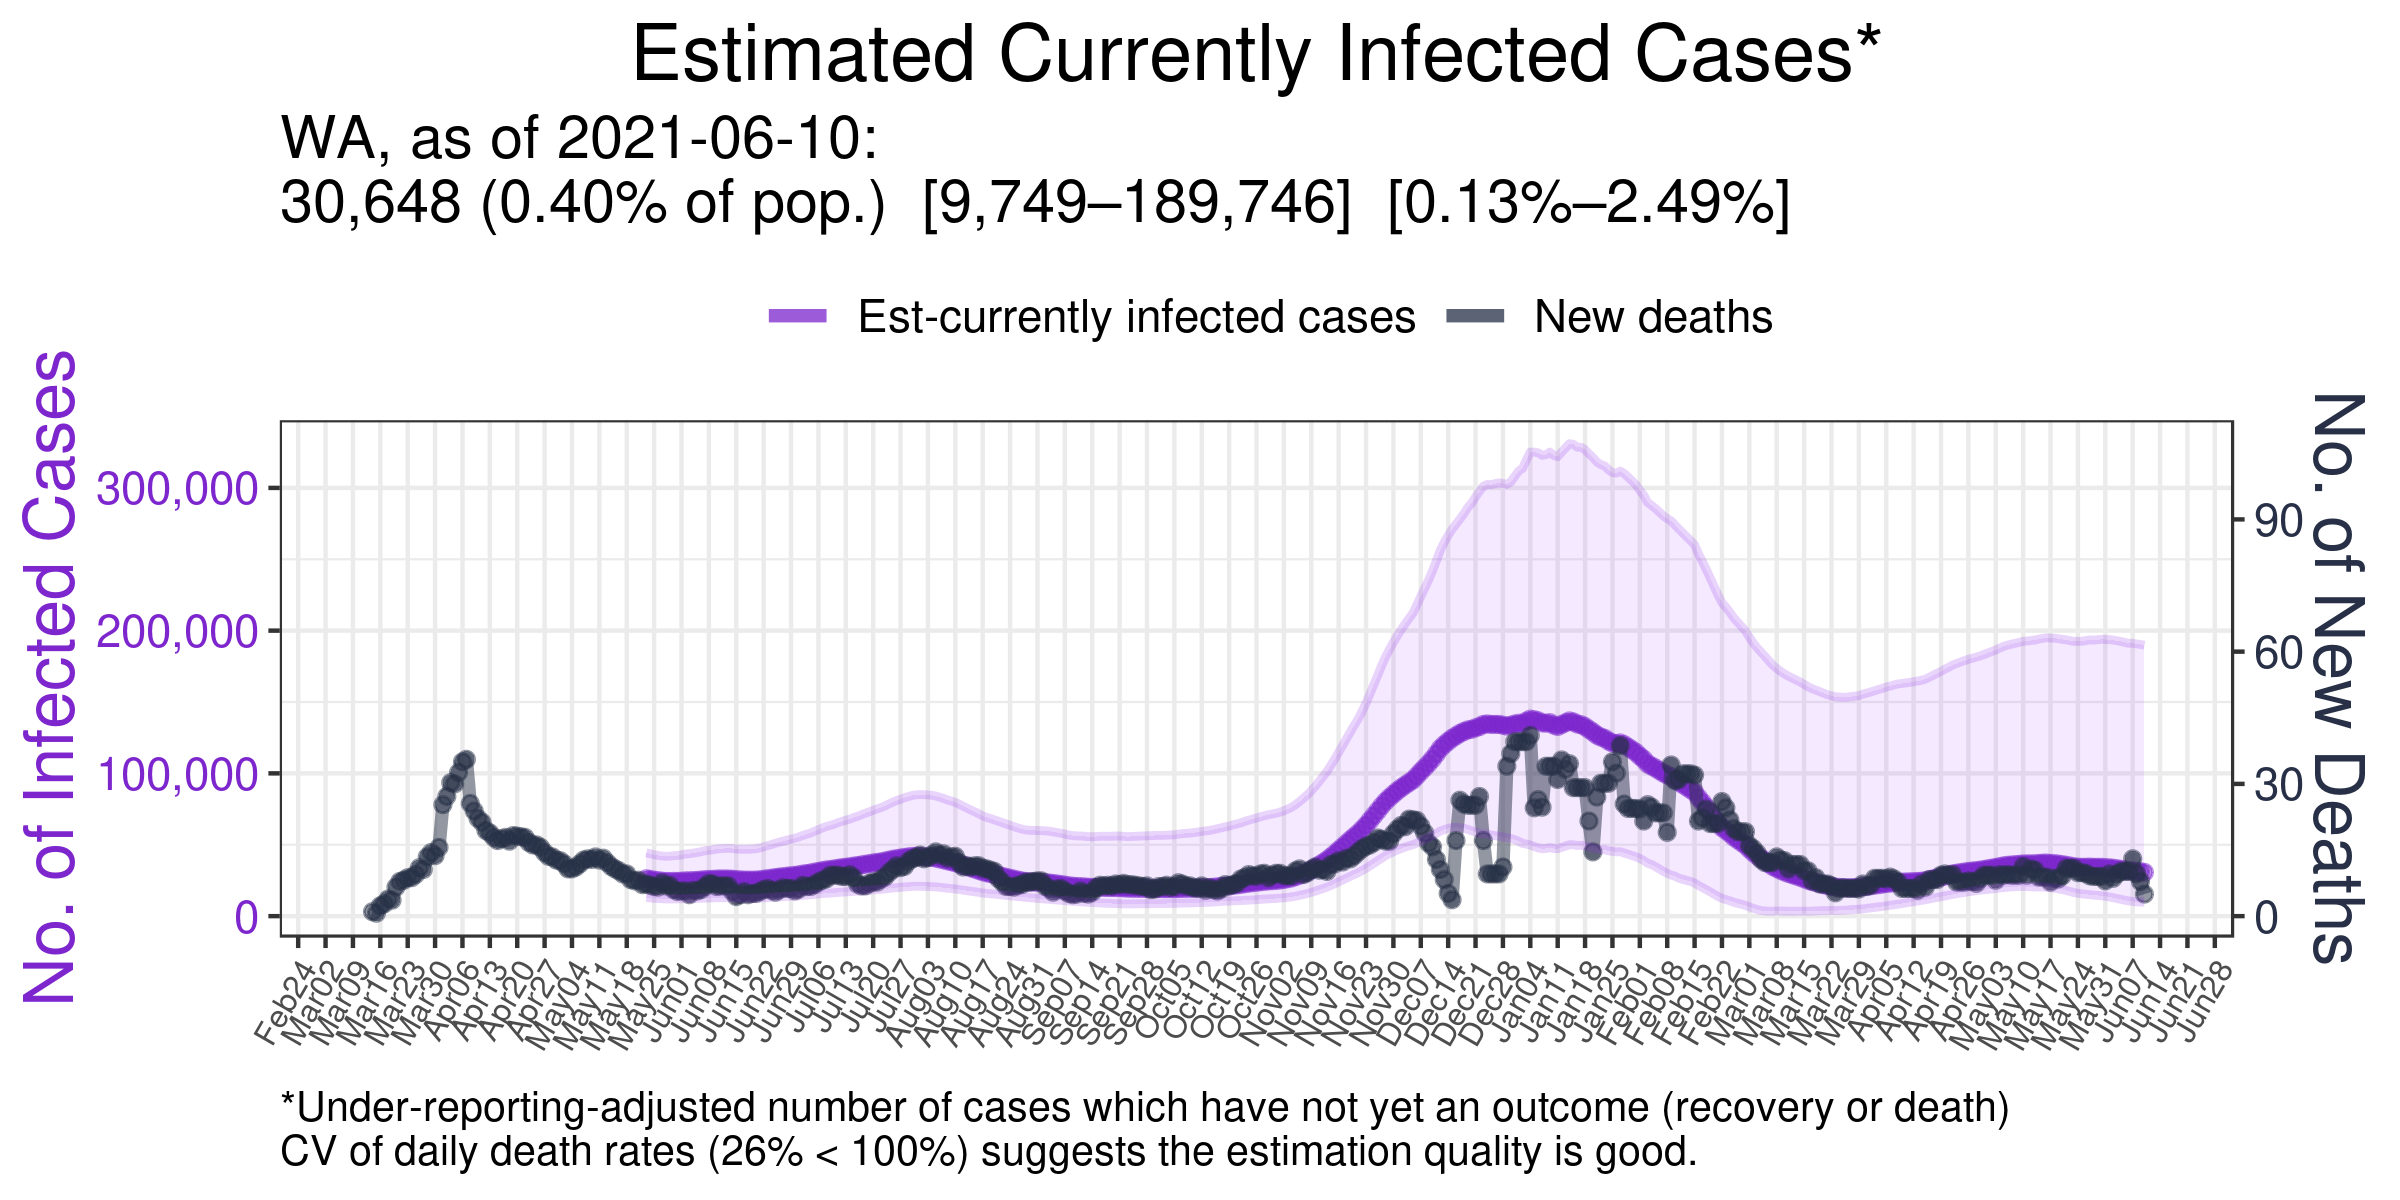 Estimated Currently Infected Cases*
WA, as of 2021-06-10:
30,648 (0.40% of pop.) [9,749–189,746] [0.13%–2.49%]
Est-currently infected cases
New deaths
No. of Infected Cases
300,000
200,000
100,000
0
90
60
30
0
No. of New Deaths
Feb24
Mar02
Mar09
Mar16
Mar23
Mar30
Apr06
Apr13
Apr20
Apr27
May04
May11
May18
May25
Jun01
Jun08
Jun15
Jun22
Jun29
Jul06
Jul13
Jul20
Jul27
Aug03
Aug10
Aug17
Aug24
Aug31
Sep07
Sep14
Sep21
Sep28
Oct05
Oct12
Oct19
Oct26
Nov02
Nov09
Nov16
Nov23
Nov30
Dec07
Dec14
Dec21
Dec28
Jan04
Jan11
Jan18
Jan25
Feb01
Feb08
Feb15
Feb22
Mar01
Mar08
Mar15
Mar22
Mar29
Apr05
Apr12
Apr19
Apr26
May03
May10
May17
May24
May31
Jun07
Jun14
Jun21
Jun28
*Under-reporting-adjusted number of cases which have not yet an outcome (recovery or death)
CV of daily death rates (26% < 100%) suggests the estimation quality is good.